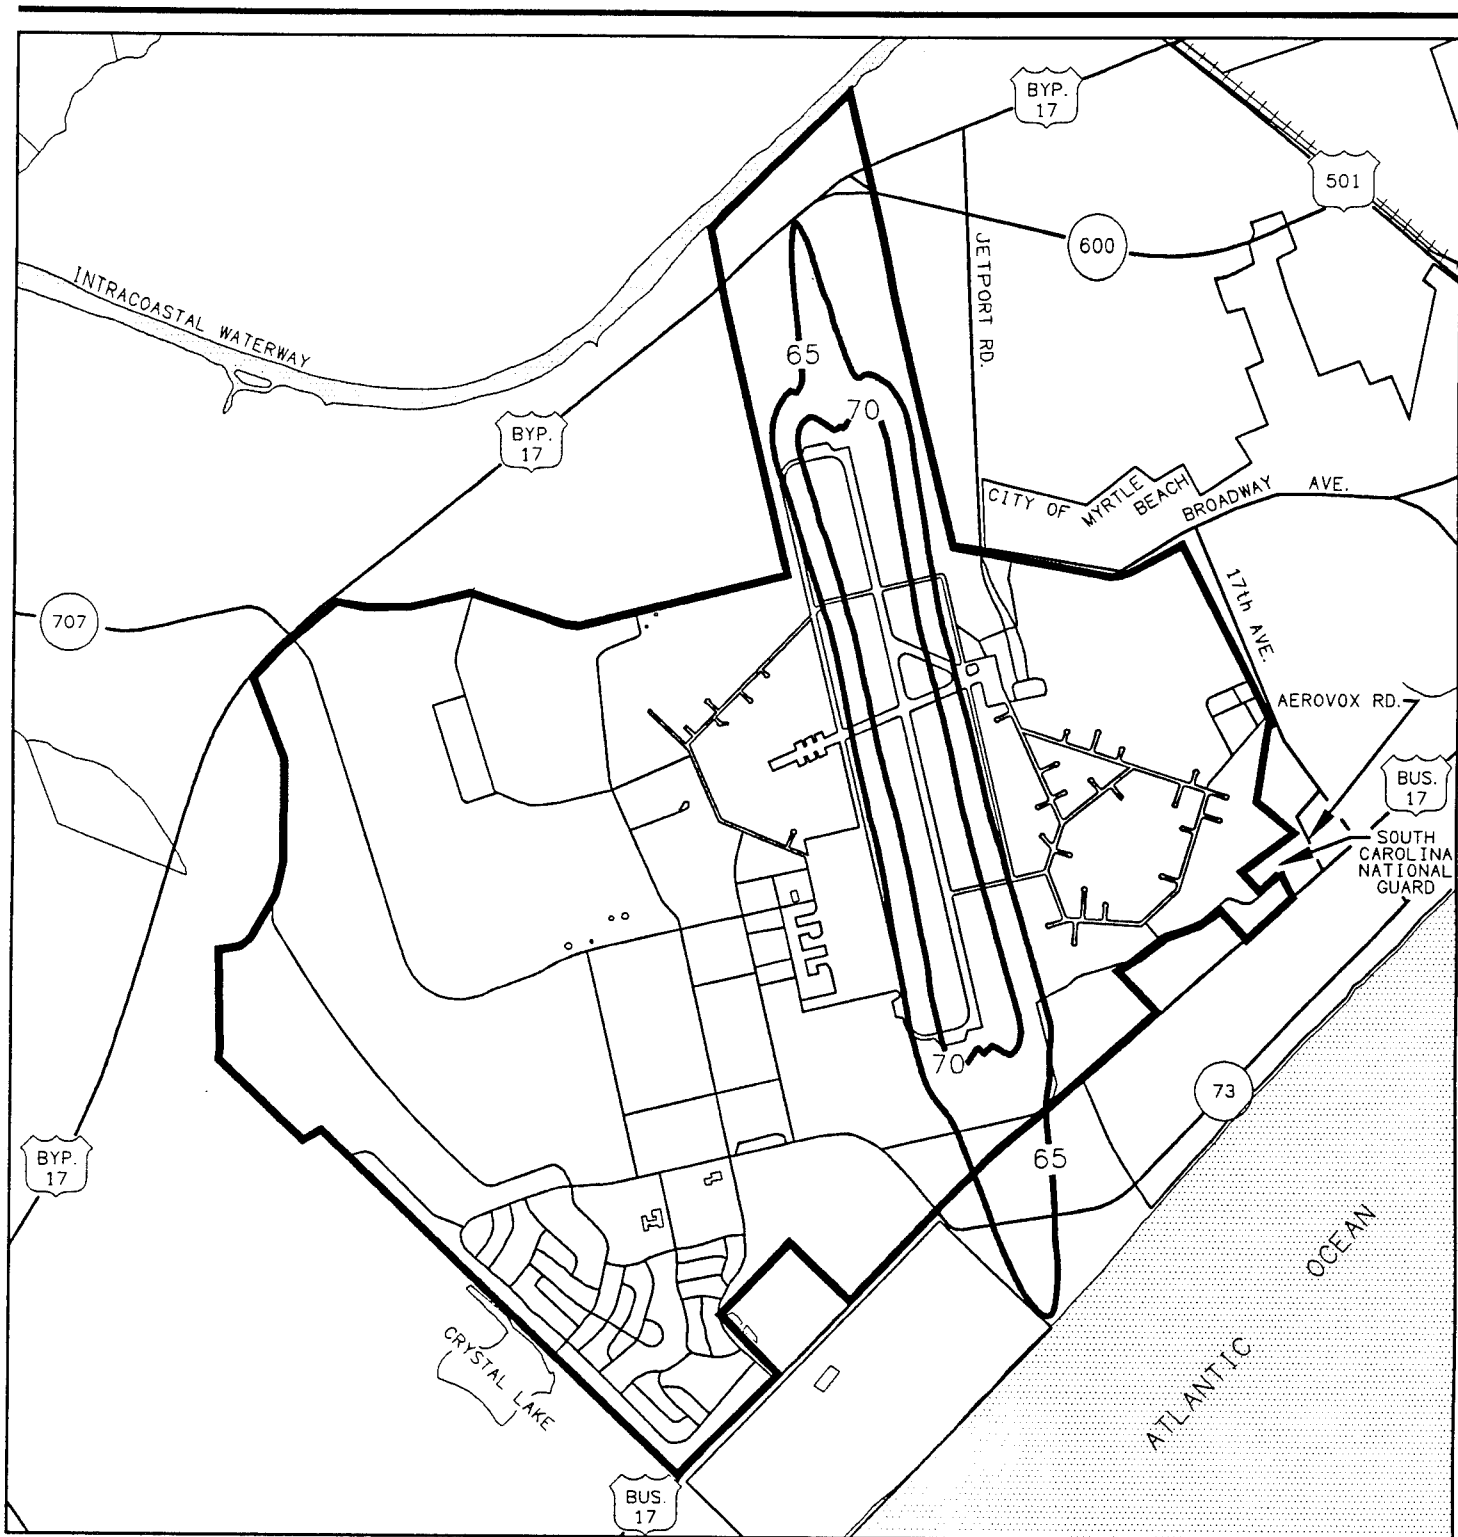 BYP.
17
501
600
JETPORT RD.
INTRACOASTAL WATERWAY
65
70
BYP.
17
CITY OF MYRTLE BEACH
BROADWAY AVE.
17th AVE.
707
AEROVOX RD.
BUS.
17
SOUTH
CAROLINA
NATIONAL
GUARD
70
73
65
BYP.
17
OCEAN
ATLANTIC
CRYSTAL LAKE
BUS.
17